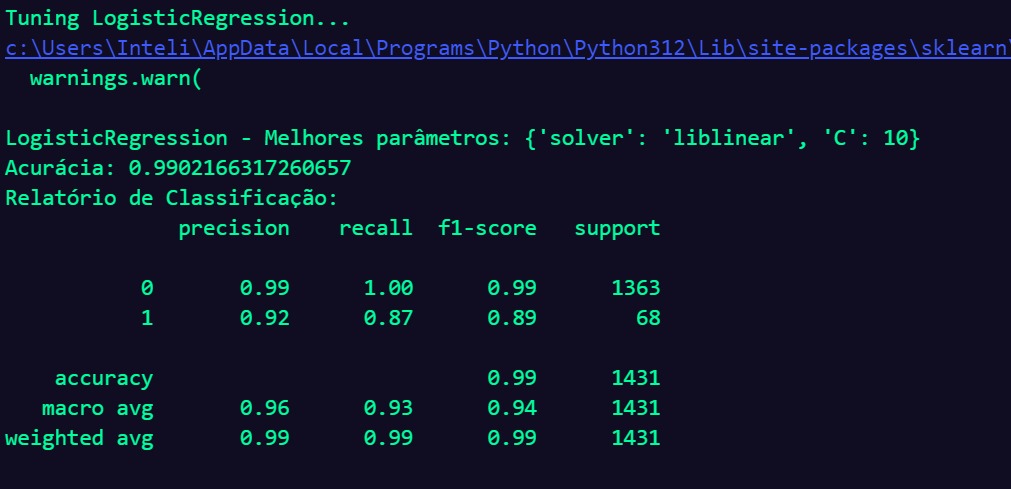 Tuning LogisticRegression...
c:\Users\Inteli\AppData\Local\Programs\Python\Python312\Lib\site-packages\sklearn\
warnings.warn(
LogisticRegression - Melhores parâmetros: {'solver': 'liblinear', 'C': 10}
Acurácia: 0.9902166317260657
Relatório de Classificação:
precision recall f1-score support
0 0.99 1.00 0.99 1363
1 0.92 0.87 0.89 68
accuracy 0.99 1431
macro avg 0.96 0.93 0.94 1431
weighted avg 0.99 0.99 0.99 1431